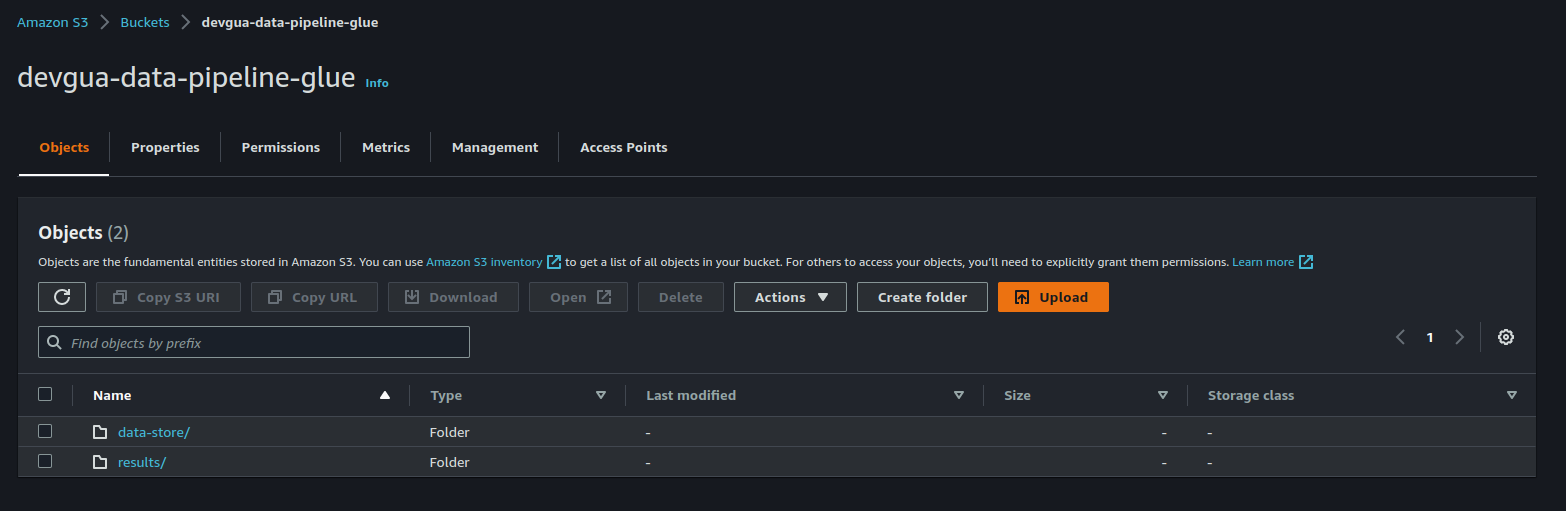 Amazon S3 > Buckets > devgua-data-pipeline-glue
devgua-data-pipeline-glue Info
Objects Properties Permissions Metrics Management Access Points
Objects (2)
Objects are the fundamental entities stored in Amazon S3. You can use Amazon S3 inventory to get a list of all objects in your bucket. For others to access your objects, you’ll need to explicitly grant them permissions. Learn more
Copy S3 URI Copy URL Download Open Delete Actions Create folder Upload
Find objects by prefix 1
Name Type Last modified Size Storage class
data-store/ Folder - - -
results/ Folder - - -